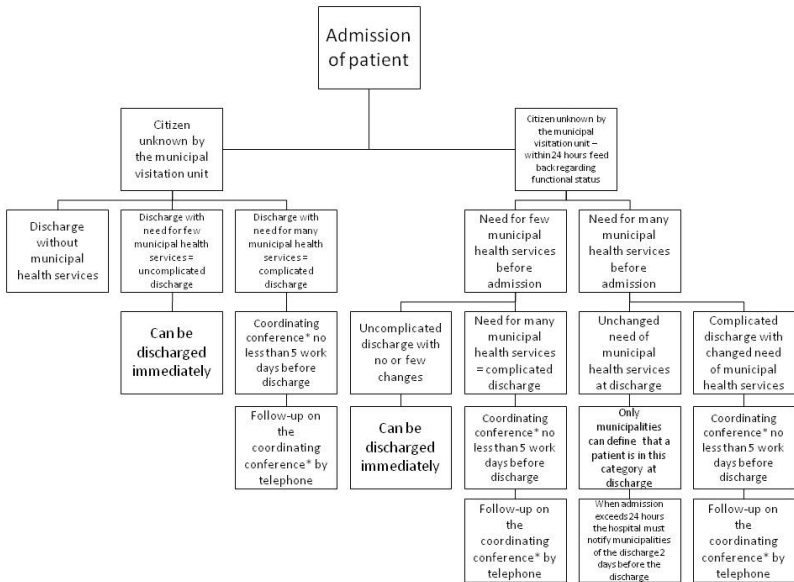 Admission
of patient
Citizen
unknown by
the municipal
visitation unit
Citizen unknown by
the municipal
visitation unit –
within 24 hours feed
back regarding
functional status
Discharge
without
municipal
health services
Discharge with
need for few
municipal health
services =
uncomplicated
discharge
Discharge with
need for many
municipal health
services =
complicated
discharge
Need for few
municipal
health services
before
admission
Need for many
municipal
health services
before
admission
Can be
discharged
immediately
Coordinating
conference* no
less than 5 work
days before
discharge
Uncomplicated
discharge with
no or few
changes
Need for many
municipal
health services
= complicated
discharge
Unchanged
need of
municipal
health services
at discharge
Complicated
discharge with
changed need
of municipal
health services
Follow-up on
the
coordinating
conference* by
telephone
Can be
discharged
immediately
Coordinating
conference* no
less than 5 work
days before
discharge
Only
municipalities
can define that a
patient is in this
category at
discharge
Coordinating
conference* no
less than 5 work
days before
discharge
Follow-up on
the
coordinating
conference* by
telephone
When admission
exceeds 24 hours
the hospital must
notify municipalities
of the discharge 2
days before the
discharge
Follow-up on
the
coordinating
conference* by
telephone